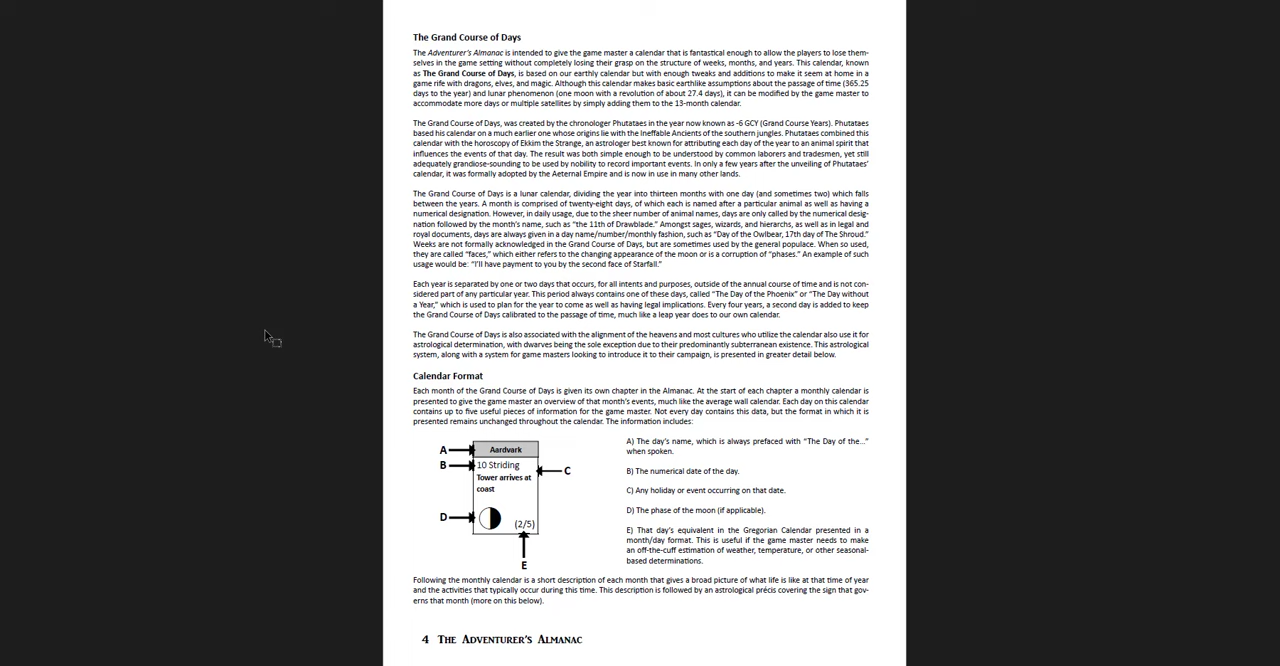 The Grand Course of Days
The Adventurer's Almanac is intended to give the game master a calendar that is fantastical enough to allow the players to lose them-
selves in the game setting without completely losing their grasp on the structure of weeks, months, and years. This calendar, known
as The Grand Course of Days, is based on our earthly calendar but with enough tweaks and additions to make it seem at home in a
game rife with dragons, elves, and magic. Although this calendar makes basic earthlike assumptions about the passage of time (365.25
days to the year) and lunar phenomenon (one moon with a revolution of about 27.4 days), it can be modified by the game master to
accommodate more days or multiple satellites by simply adding them to the 13-month calendar.
The Grand Course of Days, was created by the chronologer Phutataes in the year now known as -6 GCY (Grand Course Years). Phutataes
based his calendar on a much earlier one whose origins lie with the Ineffable Ancients of the southern jungles. Phutataes combined this
calendar with the horoscopy of Ekkim the Strange, an astrologer best known for attributing each day of the year to an animal spirit that
influences the events of that day. The result was both simple enough to be understood by common laborers and tradesmen, yet still
adequately grandiose-sounding to be used by nobility to record important events. In only a few years after the unveiling of Phutataes'
calendar, it was formally adopted by the Aeternal Empire and is now in use in many other lands.
The Grand Course of Days is a lunar calendar, dividing the year into thirteen months with one day (and sometimes two) which falls
between the years. A month is comprised of twenty-eight days, of which each is named after a particular animal as well as having a
numerical designation. However, in daily usage, due to the sheer number of animal names, days are only called by the numerical desig-
nation followed by the month's name, such as "the 11th of Drawblade." Amongst sages, wizards, and hierarchs, as well as in legal and
royal documents, days are always given in a day name/number/monthly fashion, such as "Day of the Owlbear, 17th day of The Shroud."
Weeks are not formally acknowledged in the Grand Course of Days, but are sometimes used by the general populace. When so used,
they are called "faces," which either refers to the changing appearance of the moon or is a corruption of "phases." An example of such
usage would be: "I'll have payment to you by the second face of Starfall."
Each year is separated by one or two days that occurs, for all intents and purposes, outside of the annual course of time and is not con-
sidered part of any particular year. This period always contains one of these days, called "The Day of the Phoenix" or "The Day without
a Year," which is used to plan for the year to come as well as having legal implications. Every four years, a second day is added to keep
the Grand Course of Days calibrated to the passage of time, much like a leap year does to our own calendar.
The Grand Course of Days is also associated with the alignment of the heavens and most cultures who utilize the calendar also use it for
astrological determination, with dwarves being the sole exception due to their predominantly subterranean existence. This astrological
system, along with a system for game masters looking to introduce it to their campaign, is presented in greater detail below.
Calendar Format
Each month of the Grand Course of Days is given its own chapter in the Almanac. At the start of each chapter a monthly calendar is
presented to give the game master an overview of that month's events, much like the average wall calendar. Each day on this calendar
contains up to five useful pieces of information for the game master. Not every day contains this data, but the format in which it is
presented remains unchanged throughout the calendar. The information includes:
A
Aardvark
B
10 Striding
C
Tower arrives at
coast
D
(2/5)
E
A) The day's name, which is always prefaced with "The Day of the..."
when spoken.
B) The numerical date of the day.
C) Any holiday or event occurring on that date.
D) The phase of the moon (if applicable).
E) That day's equivalent in the Gregorian Calendar presented in a
month/day format. This is useful if the game master needs to make
an off-the-cuff estimation of weather, temperature, or other seasonal-
based determinations.
Following the monthly calendar is a short description of each month that gives a broad picture of what life is like at that time of year
and the activities that typically occur during this time. This description is followed by an astrological précis covering the sign that gov-
erns that month (more on this below).
4 The Adventurer's Almanac